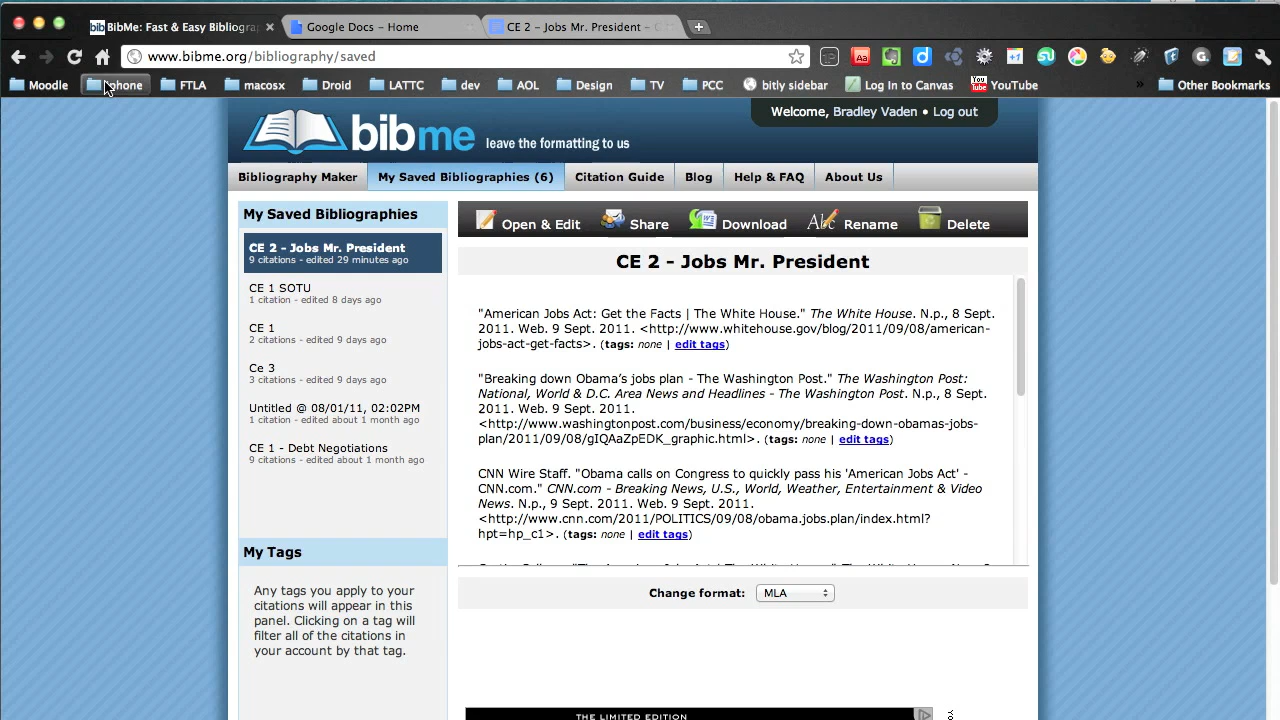 bib BibMe: Fast & Easy Bibliogra
Google Docs - Home
CE 2 - Jobs Mr. President -
www.bibme.org/bibliography/saved
Moodle
iphone
FTLA
macosx
Droid
LATTC
dev
AOL
Design
TV
PCC
bitly sidebar
Log In to Canvas
YouTube
»
Other Bookmarks
Welcome, Bradley Vaden • Log out
bibme leave the formatting to us
Bibliography Maker
My Saved Bibliographies (6)
Citation Guide
Blog
Help & FAQ
About Us
My Saved Bibliographies
CE 2 - Jobs Mr. President
9 citations - edited 29 minutes ago
CE 1 SOTU
1 citation - edited 8 days ago
CE 1
2 citations - edited 9 days ago
Ce 3
3 citations - edited 9 days ago
Untitled @ 08/01/11, 02:02PM
1 citation - edited about 1 month ago
CE 1 - Debt Negotiations
9 citations - edited about 1 month ago
My Tags
Any tags you apply to your
citations will appear in this
panel. Clicking on a tag will
filter all of the citations in
your account by that tag.
Open & Edit
Share
Download
Abc Rename
Delete
CE 2 - Jobs Mr. President
"American Jobs Act: Get the Facts | The White House." The White House. N.p., 8 Sept.
2011. Web. 9 Sept. 2011. <http://www.whitehouse.gov/blog/2011/09/08/american-
jobs-act-get-facts>. (tags: none | edit tags)
"Breaking down Obama’s jobs plan - The Washington Post." The Washington Post:
National, World & D.C. Area News and Headlines - The Washington Post. N.p., 8 Sept.
2011. Web. 9 Sept. 2011.
<http://www.washingtonpost.com/business/economy/breaking-down-obamas-jobs-
plan/2011/09/08/gIQAaZpEDK_graphic.html>. (tags: none | edit tags)
CNN Wire Staff. "Obama calls on Congress to quickly pass his 'American Jobs Act' -
CNN.com." CNN.com - Breaking News, U.S., World, Weather, Entertainment & Video
News. N.p., 9 Sept. 2011. Web. 9 Sept. 2011.
<http://www.cnn.com/2011/POLITICS/09/08/obama.jobs.plan/index.html?
hpt=hp_c1>. (tags: none | edit tags)
Change format:
MLA
THE LIMITED EDITION